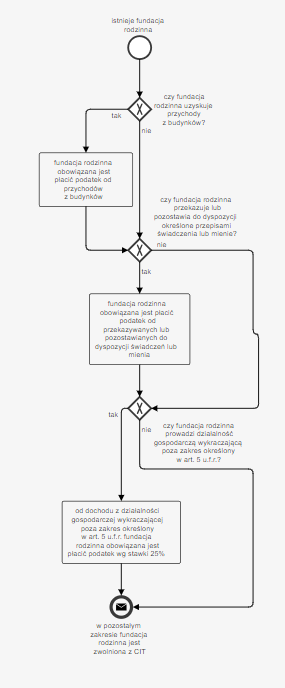 istnieje fundacja
rodzinna
czy fundacja
rodzinna uzyskuje
przychody
z budynków?
tak
nie
fundacja rodzinna
obowązana jest
płacić podatek od
przychodów
z budynków
czy fundacja rodzinna
przekazuje lub
pozostawia do dyspozycji
określone przepisami
świadczenia lub mienie?
nie
tak
fundacja rodzinna
obowiązana jest płacić
podatek od
przekazywanych lub
pozostawianych do
dyspozycji świadczeń lub
mienia
tak
nie
czy fundacja rodzinna
prowadzi działalność
gospodarczą wykraczającą
poza zakres określony
w art. 5 u.f.r.?
od dochodu z działalności
gospodarczej wykraczającej
poza zakres określony
w art. 5 u.f.r. fundacja
rodzinna obowiązana jest
płacić podatek wg stawki 25%
w pozostałym
zakresie fundacja
rodzinna jest
zwolniona z CIT